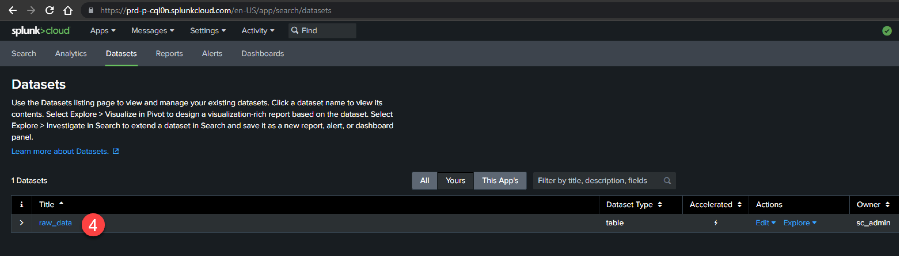 https://prd-p-cql0n.splunkcloud.com/en-US/app/search/datasets
splunk>cloud Apps Messages Settings Activity Find
Search Analytics Datasets Reports Alerts Dashboards
Datasets
Use the Datasets listing page to view and manage your existing datasets. Click a dataset name to view its
contents. Select Explore > Visualize in Pivot to design a visualization-rich report based on the dataset. Select
Explore > Investigate in Search to extend a dataset in Search and save it as a new report, alert, or dashboard
panel.
Learn more about Datasets.
1 Datasets All Yours This App's Filter by title, description, fields
i Title Dataset Type Accelerated Actions Owner
raw_data 4 table Edit Explore sc_admin